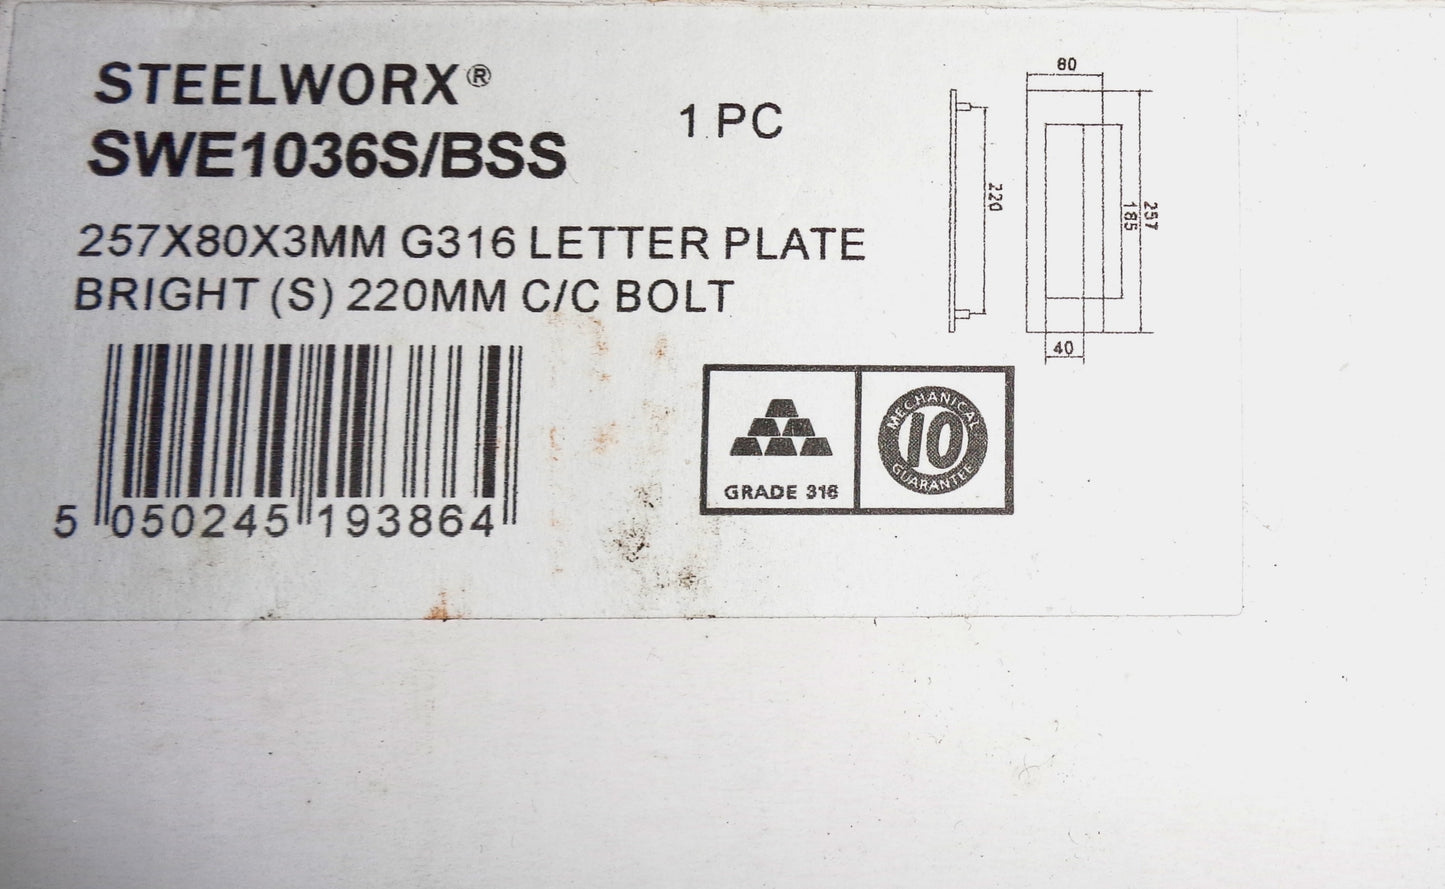 STEELWORX®
SWE1036S/BSS
1 PC
257X80X3MM G316 LETTER PLATE
BRIGHT (S) 220MM C/C BOLT
5 050245 193864
80
220
185
257
40
GRADE 316
MECHANICAL
10
GUARANTEE